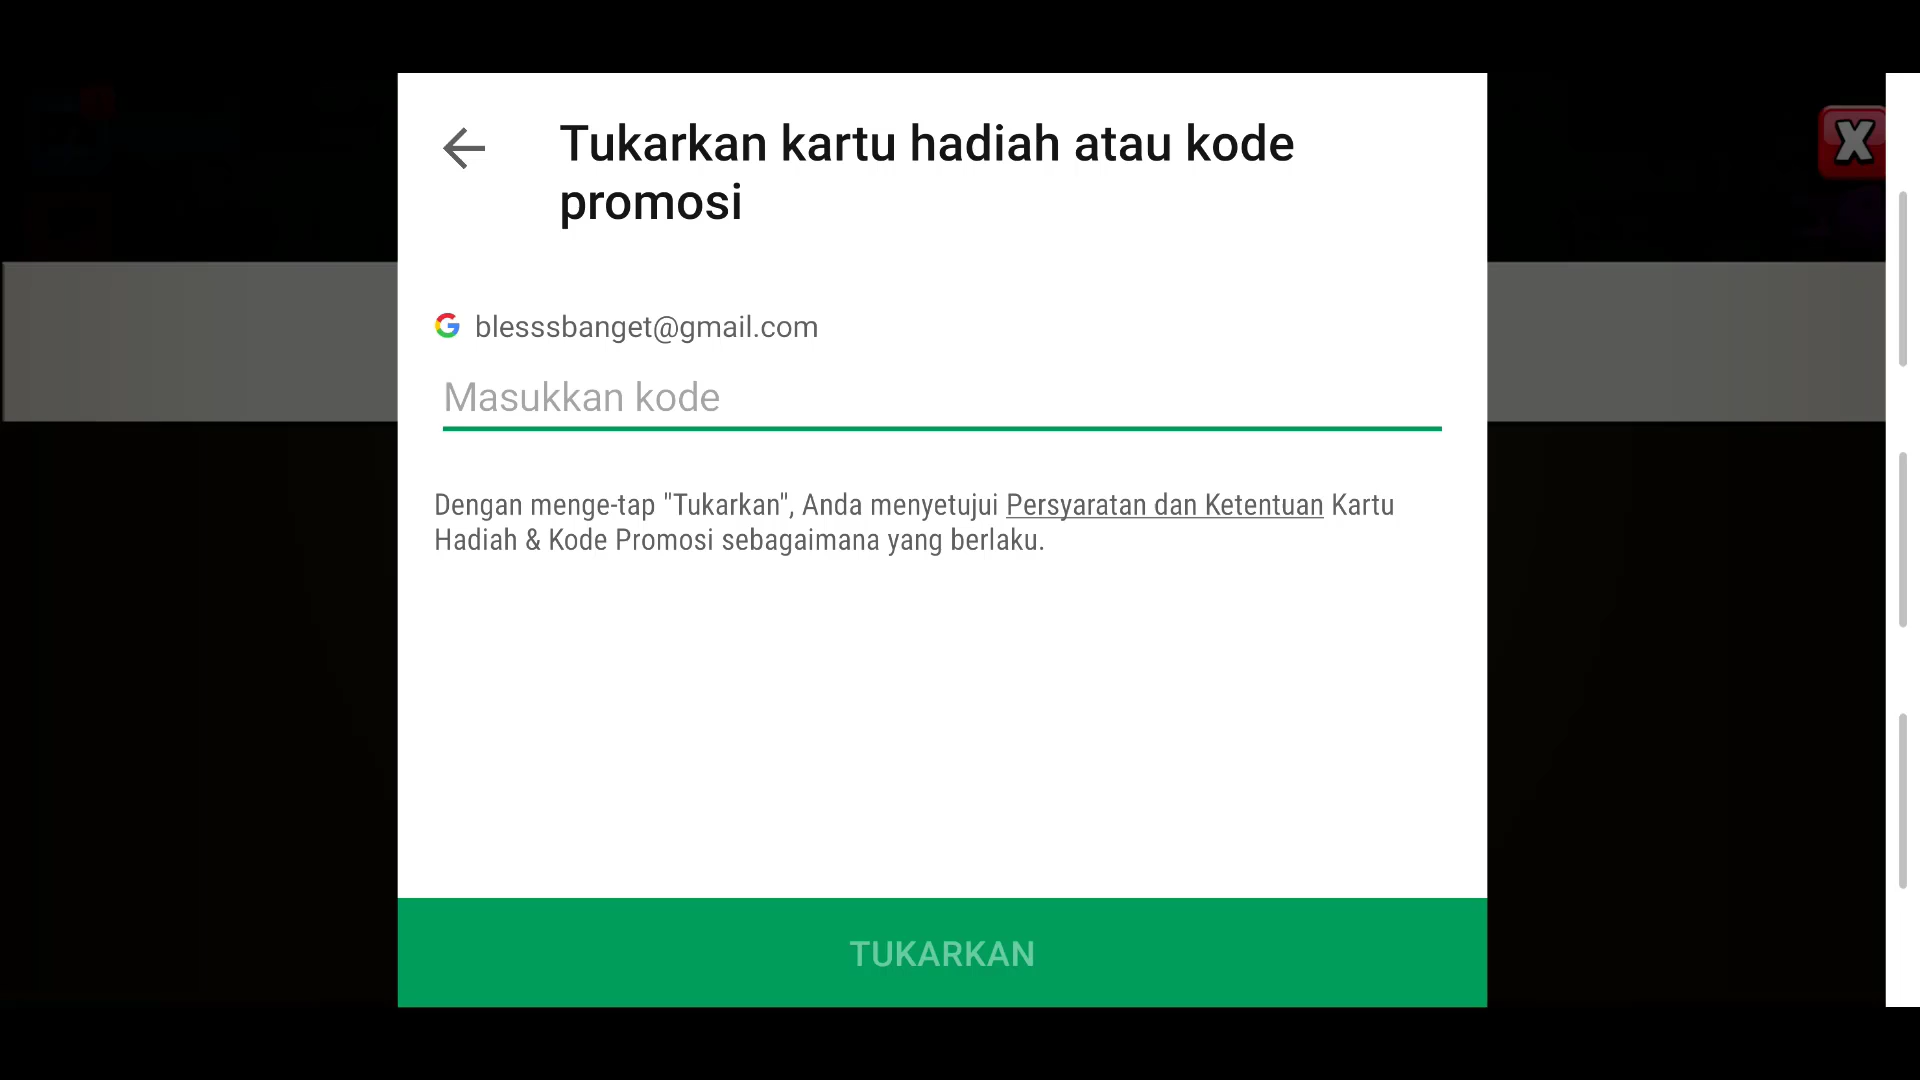 Tukarkan kartu hadiah atau kode
promosi
X
blesssbanget@gmail.com
Masukkan kode
Dengan menge-tap "Tukarkan", Anda menyetujui Persyaratan dan Ketentuan Kartu
Hadiah & Kode Promosi sebagaimana yang berlaku.
TUKARKAN